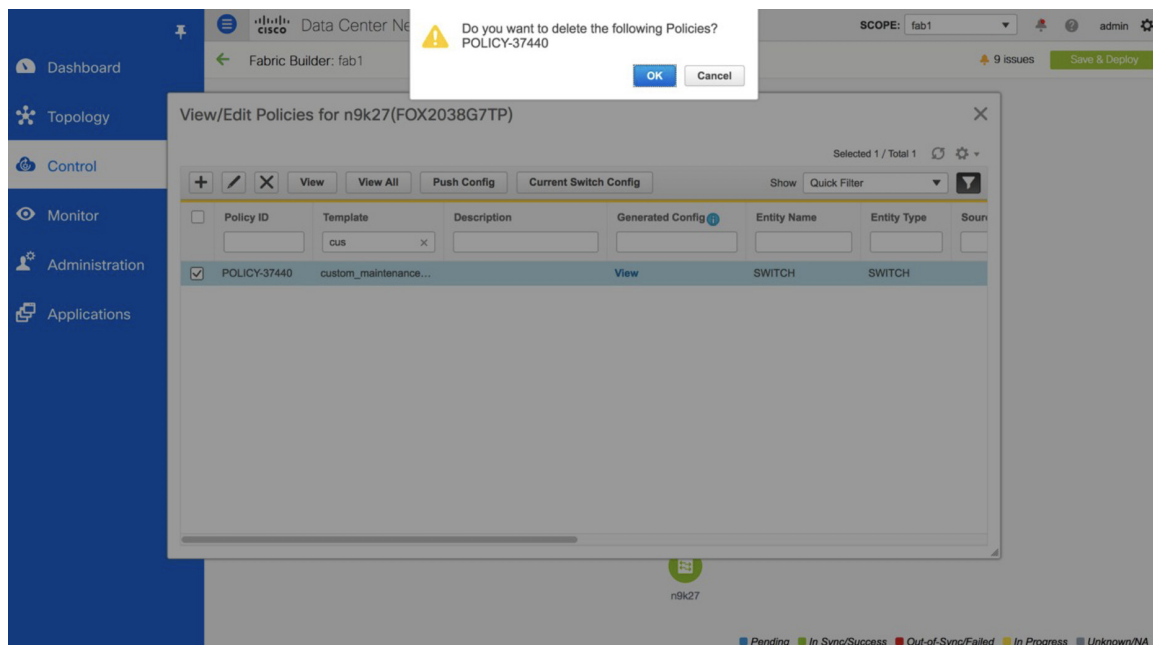 Do you want to delete the following Policies?
POLICY-37440
OK Cancel
cisco Data Center Ne
SCOPE: fab1 admin
Fabric Builder: fab1
9 issues Save & Deploy
Dashboard
Topology
Control
Monitor
Administration
Applications
View/Edit Policies for n9k27(FOX2038G7TP)
Selected 1 / Total 1
View View All Push Config Current Switch Config Show Quick Filter
Policy ID Template Description Generated Config Entity Name Entity Type Sour
cus
POLICY-37440 custom_maintenance... View SWITCH SWITCH
n9k27
Pending In Sync/Success Out-of-Sync/Failed In Progress Unknown/NA